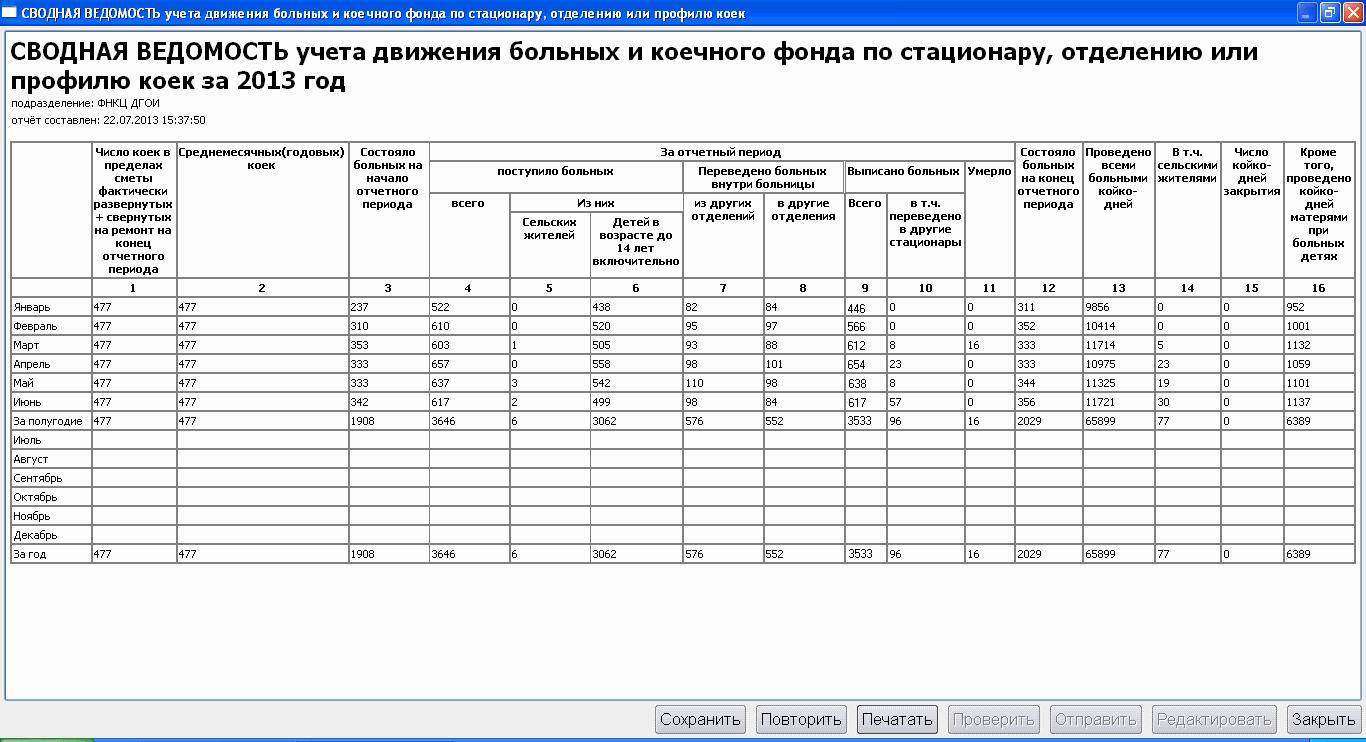 СВОДНАЯ ВЕДОМОСТЬ учета движения больных и коечного фонда по стационару, отделению или профилю коек
СВОДНАЯ ВЕДОМОСТЬ учета движения больных и коечного фонда по стационару, отделению или
профилю коек за 2013 год
подразделение: ФНКЦ ДГОИ
отчёт составлен: 22.07.2013 15:37:50
Число коек в
пределах
сметы
фактически
развернутых
+ свернутых
на ремонт на
конец
отчетного
периода
Среднемесячных(годовых)
коек
Состояло
больных на
начало
отчетного
периода
За отчетный период
поступило больных
всего
Из них
Сельских
жителей
Детей в
возрасте до
14 лет
включительно
Переведено больных
внутри больницы
из других
отделений
в другие
отделения
Выписано больных
Всего
в т.ч.
переведено
в другие
стационары
Умерло
Состояло
больных
на конец
отчетного
периода
Проведено
всеми
больными
койко-
дней
В т.ч.
сельскими
жителями
Число
койко-
дней
закрытия
Кроме
того,
проведено
койко-
дней
матерями
при
больных
детях
1 2 3 4 5 6 7 8 9 10 11 12 13 14 15 16
Январь 477 477 237 522 0 438 82 84 446 0 0 311 9856 0 0 952
Февраль 477 477 310 610 0 520 95 97 566 0 0 352 10414 0 0 1001
Март 477 477 353 603 1 505 93 88 612 8 16 333 11714 5 0 1132
Апрель 477 477 333 657 0 558 98 101 654 23 0 333 10975 23 0 1059
Май 477 477 333 637 3 542 110 98 638 8 0 344 11325 19 0 1101
Июнь 477 477 342 617 2 499 98 84 617 57 0 356 11721 30 0 1137
За полугодие 477 477 1908 3646 6 3062 576 552 3533 96 16 2029 65899 77 0 6389
Июль
Август
Сентябрь
Октябрь
Ноябрь
Декабрь
За год 477 477 1908 3646 6 3062 576 552 3533 96 16 2029 65899 77 0 6389
Сохранить Повторить Печатать Проверить Отправить Редактировать Закрыть